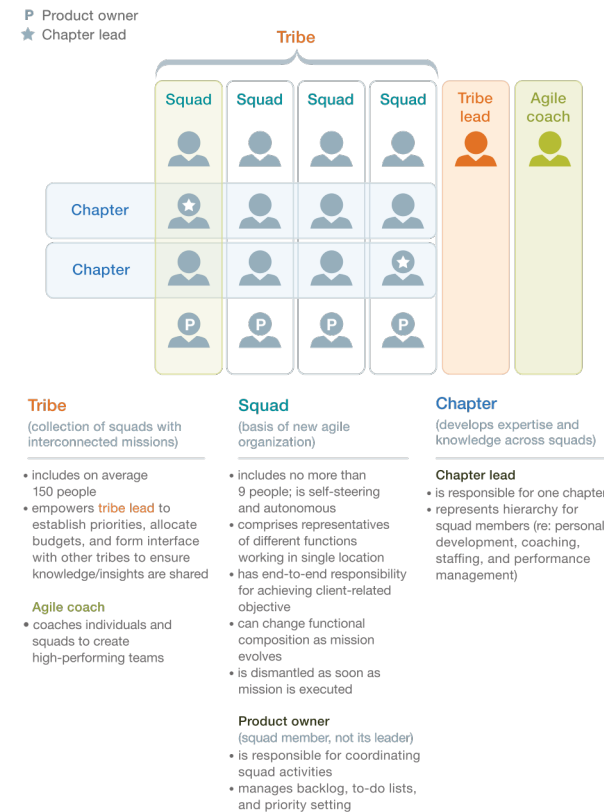 P Product owner
★ Chapter lead
Tribe
Squad Squad Squad Squad Tribe lead Agile coach
Chapter
Chapter
P P P P
Tribe
(collection of squads with
interconnected missions)
• includes on average
150 people
• empowers tribe lead to
establish priorities, allocate
budgets, and form interface
with other tribes to ensure
knowledge/insights are shared
Agile coach
• coaches individuals and
squads to create
high-performing teams
Squad
(basis of new agile
organization)
• includes no more than
9 people; is self-steering
and autonomous
• comprises representatives
of different functions
working in single location
• has end-to-end responsibility
for achieving client-related
objective
• can change functional
composition as mission
evolves
• is dismantled as soon as
mission is executed
Product owner
(squad member, not its leader)
• is responsible for coordinating
squad activities
• manages backlog, to-do lists,
and priority setting
Chapter
(develops expertise and
knowledge across squads)
Chapter lead
• is responsible for one chapter
• represents hierarchy for
squad members (re: personal
development, coaching,
staffing, and performance
management)